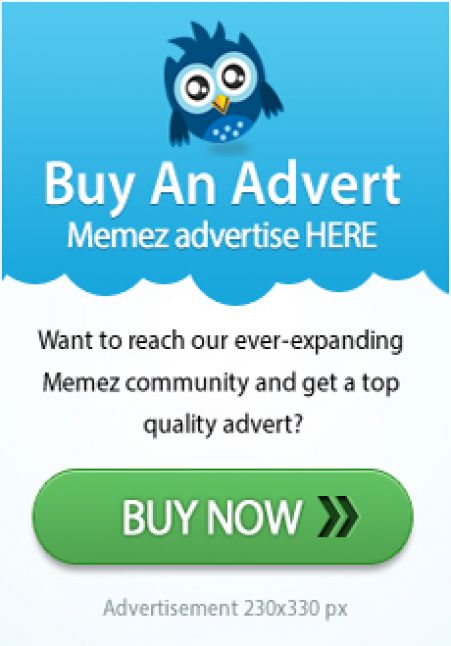 Buy An Advert
Memez advertise HERE
Want to reach our ever-expanding
Memez community and get a top
quality advert?
BUY NOW
Advertisement 230x330 px